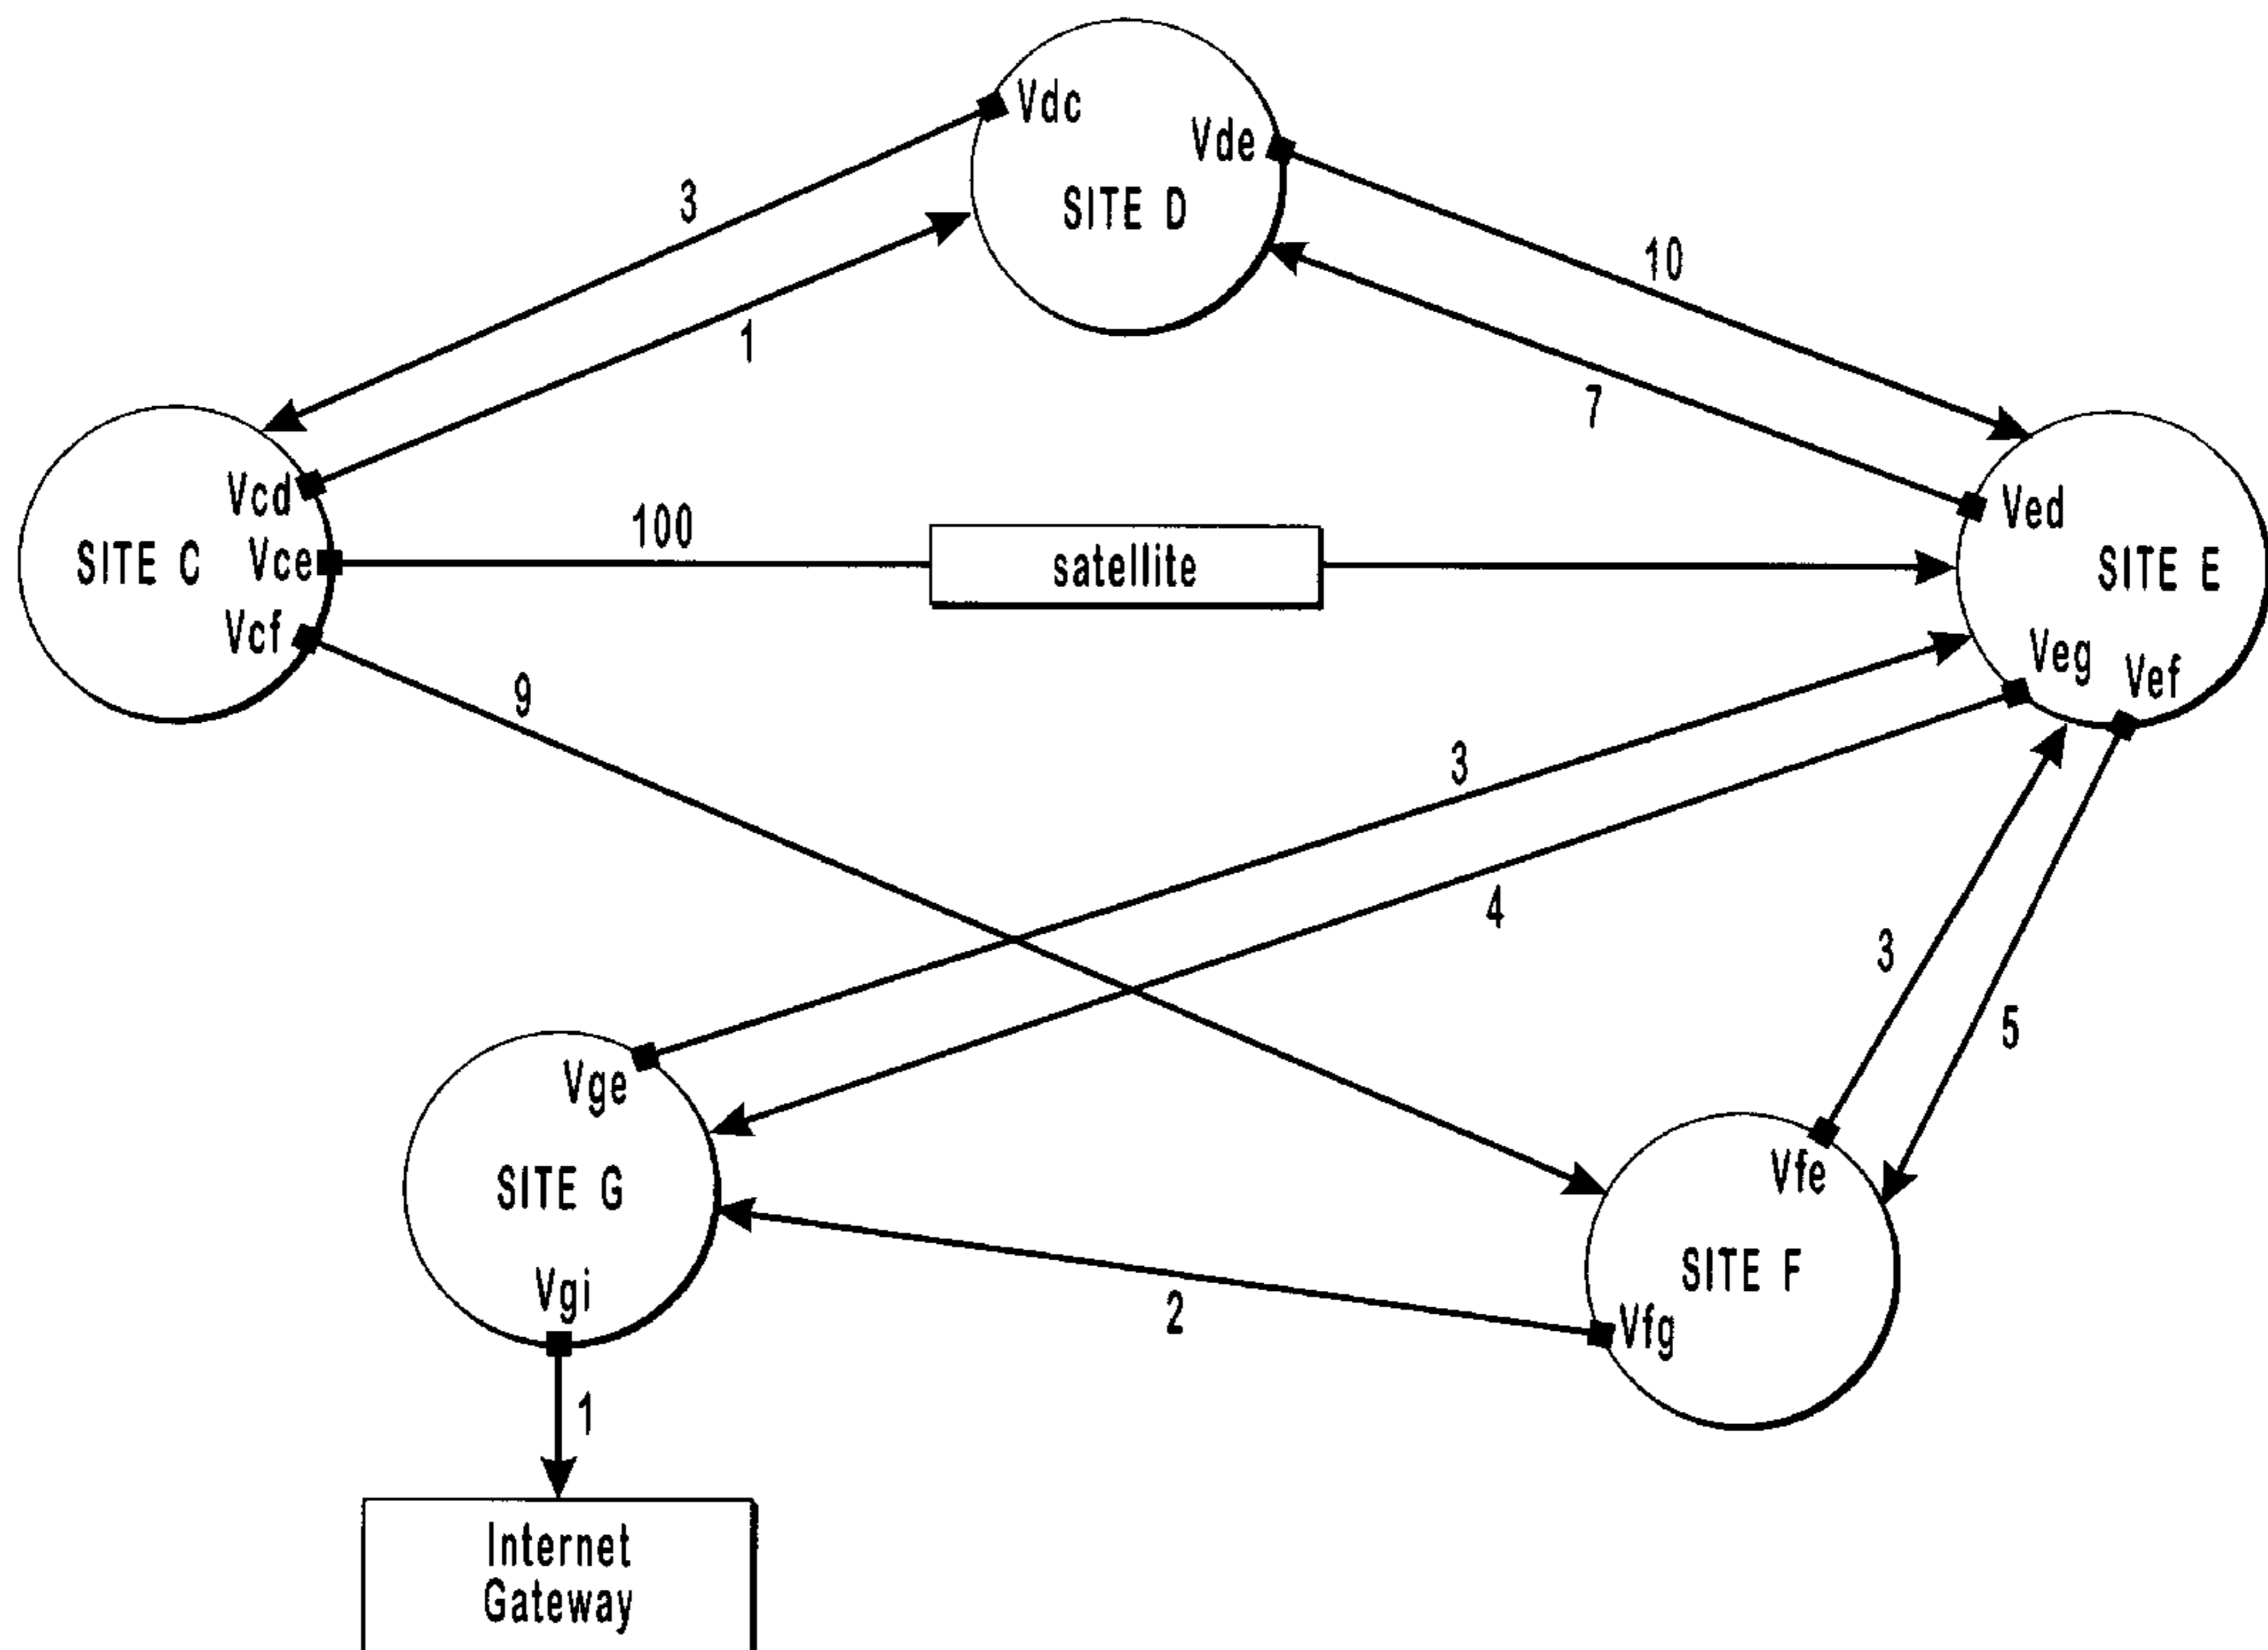 Vdc
Vde
SITE D
3
10
1
7
Vcd
SITE C
Vce
Vcf
100
satellite
Ved
SITE E
Veg
Vef
9
3
4
3
5
Vge
SITE G
Vgi
Vfe
SITE F
Vfg
2
1
Internet
Gateway